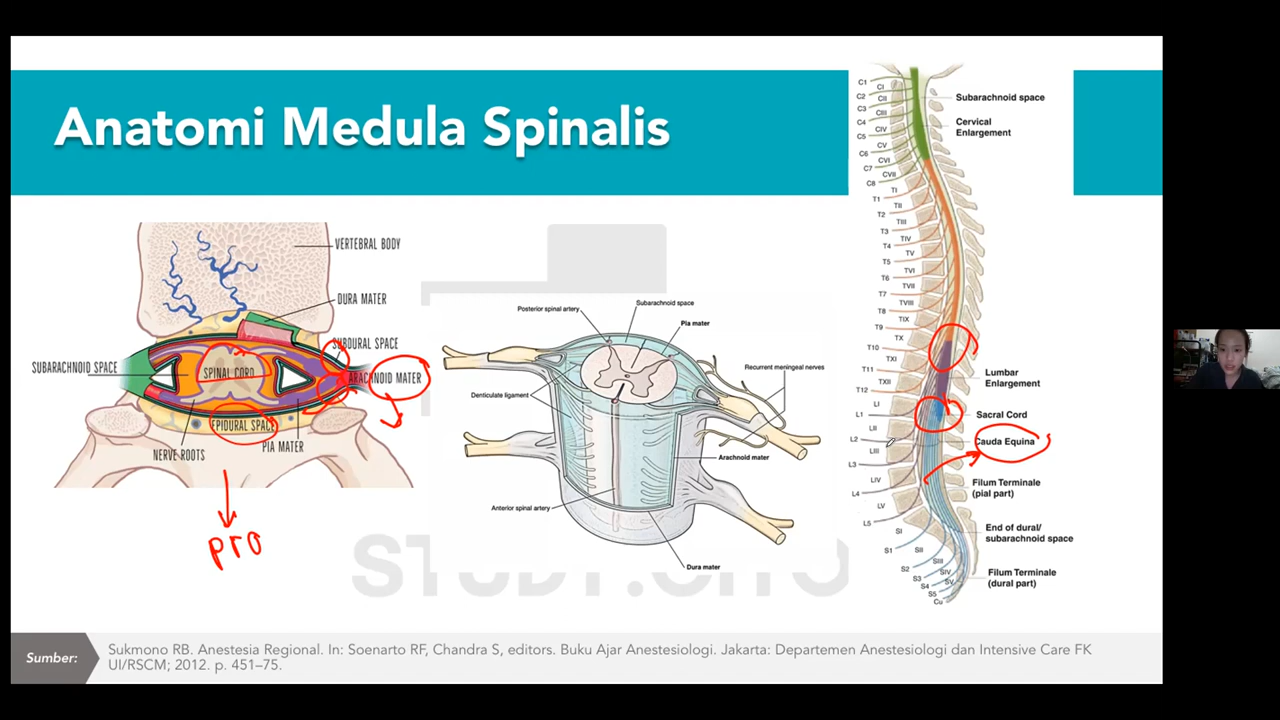 Anatomi Medula Spinalis
VERTEBRAL BODY
DURA MATER
SUBDURAL SPACE
SUBARACHNOID SPACE
SPINAL CORD
ARACHNOID MATER
EPIDURAL SPACE
PIA MATER
NERVE ROOTS
pro
Posterior spinal artery
Subarachnoid space
Pia mater
Recurrent meningeal nerves
Denticulate ligament
Arachnoid mater
Anterior spinal artery
Dura mater
C1
CI
C2
CII
C3
CIII
C4
CIV
C5
CV
C6
CVI
C7
CVII
C8
TI
T1
TII
T2
TIII
T3
TIV
T4
TV
T5
TVI
T6
TVII
T7
TVIII
T8
TIX
T9
TX
T10
TXI
T11
TXII
T12
LI
L1
LII
L2
LIII
L3
LIV
L4
LV
L5
SI
S1
SII
S2
SIII
S3
SIV
S4
SV
S5
Co
Subarachnoid space
Cervical
Enlargement
Lumbar
Enlargement
Sacral Cord
Cauda Equina
Filum Terminale
(pial part)
End of dural/
subarachnoid space
Filum Terminale
(dural part)
Sumber:
Sukmono RB. Anestesia Regional. In: Soenarto RF, Chandra S, editors. Buku Ajar Anestesiologi. Jakarta: Departemen Anestesiologi dan Intensive Care FK
UI/RSCM; 2012. p. 451–75.